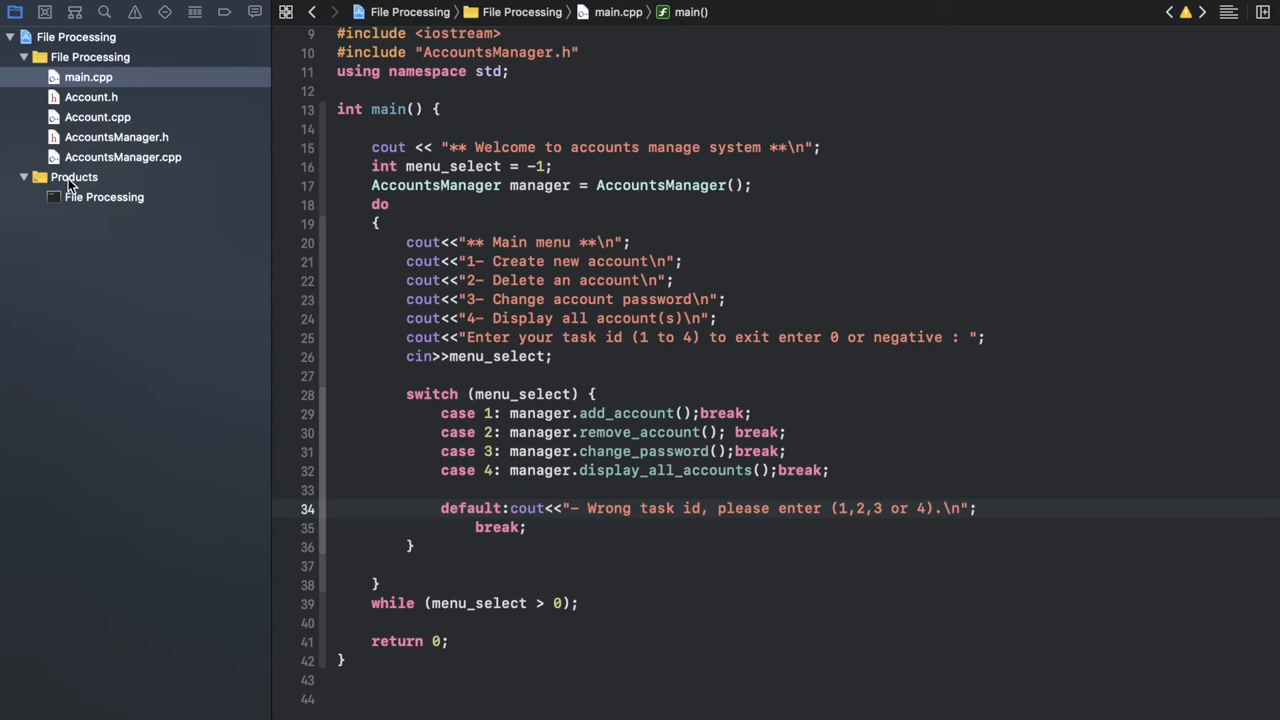 File Processing
File Processing
main.cpp
Account.h
Account.cpp
AccountsManager.h
AccountsManager.cpp
Products
File Processing
File Processing File Processing main.cpp main()
9 #include <iostream>
10 #include "AccountsManager.h"
11 using namespace std;
12
13 int main() {
14
15 cout << "** Welcome to accounts manage system **\n";
16 int menu_select = -1;
17 AccountsManager manager = AccountsManager();
18 do
19 {
20 cout<<"** Main menu **\n";
21 cout<<"1- Create new account\n";
22 cout<<"2- Delete an account\n";
23 cout<<"3- Change account password\n";
24 cout<<"4- Display all account(s)\n";
25 cout<<"Enter your task id (1 to 4) to exit enter 0 or negative : ";
26 cin>>menu_select;
27
28 switch (menu_select) {
29 case 1: manager.add_account();break;
30 case 2: manager.remove_account(); break;
31 case 3: manager.change_password();break;
32 case 4: manager.display_all_accounts();break;
33
34 default:cout<<"- Wrong task id, please enter (1,2,3 or 4).\n";
35 break;
36 }
37
38 }
39 while (menu_select > 0);
40
41 return 0;
42 }
43
44